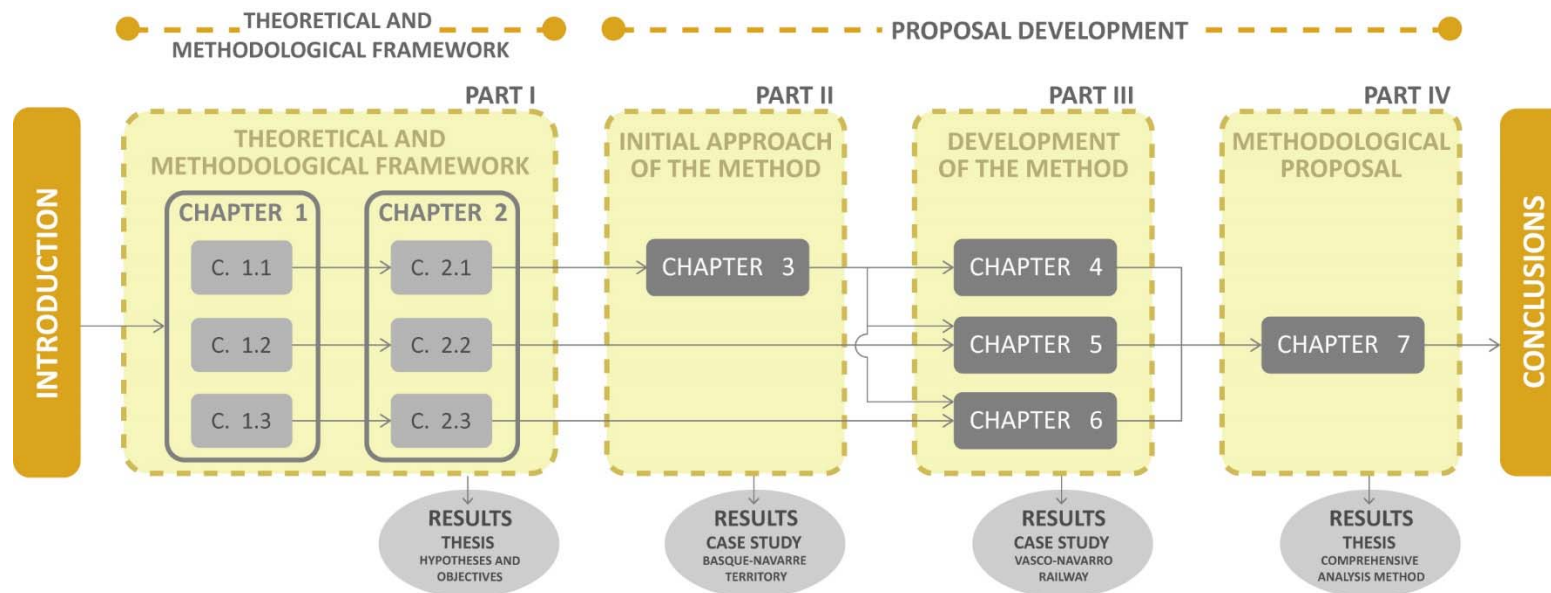 THEORETICAL AND
METHODOLOGICAL FRAMEWORK
PROPOSAL DEVELOPMENT
INTRODUCTION
PART I
THEORETICAL AND
METHODOLOGICAL FRAMEWORK
CHAPTER 1
C. 1.1
C. 1.2
C. 1.3
CHAPTER 2
C. 2.1
C. 2.2
C. 2.3
RESULTS
THESIS
HYPOTHESES AND
OBJECTIVES
PART II
INITIAL APPROACH
OF THE METHOD
CHAPTER 3
RESULTS
CASE STUDY
BASQUE-NAVARRE
TERRITORY
PART III
DEVELOPMENT
OF THE METHOD
CHAPTER 4
CHAPTER 5
CHAPTER 6
RESULTS
CASE STUDY
VASCO-NAVARRO
RAILWAY
PART IV
METHODOLOGICAL
PROPOSAL
CHAPTER 7
RESULTS
THESIS
COMPREHENSIVE
ANALYSIS METHOD
CONCLUSIONS